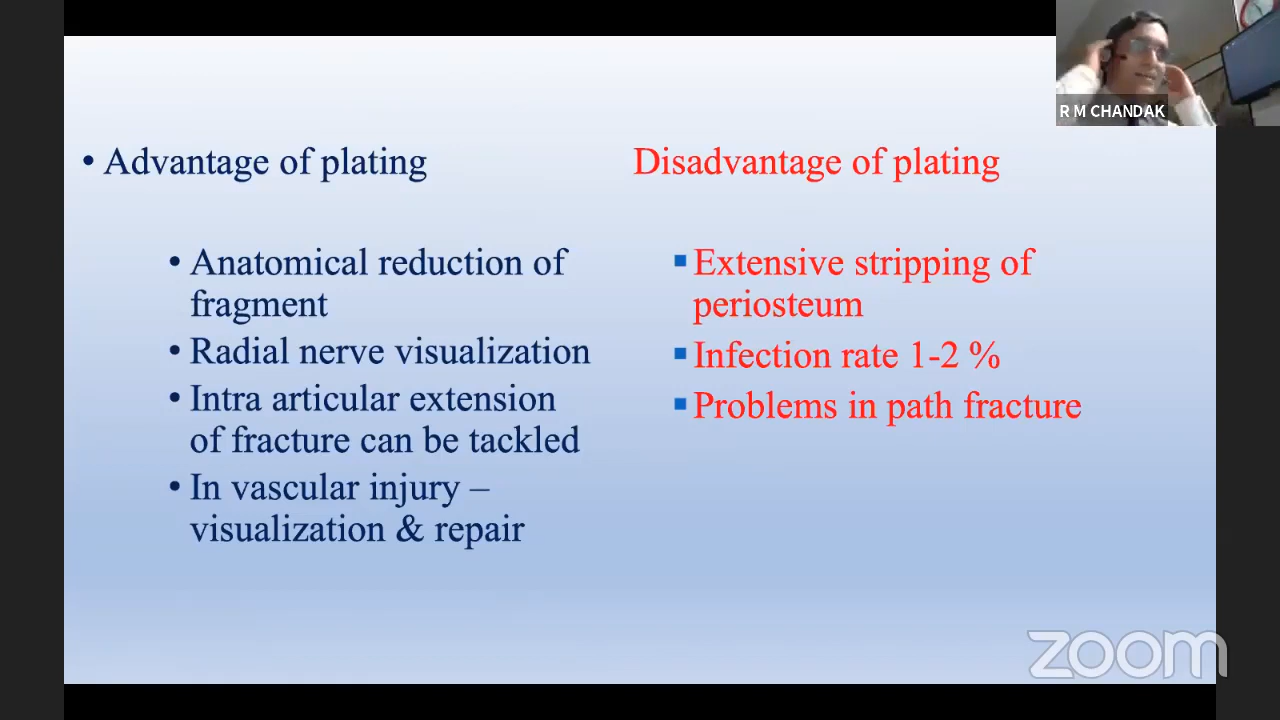 R M CHANDAK
• Advantage of plating
• Anatomical reduction of
fragment
• Radial nerve visualization
• Intra articular extension
of fracture can be tackled
• In vascular injury –
visualization & repair
Disadvantage of plating
▪ Extensive stripping of
periosteum
▪ Infection rate 1-2 %
▪ Problems in path fracture
zoom